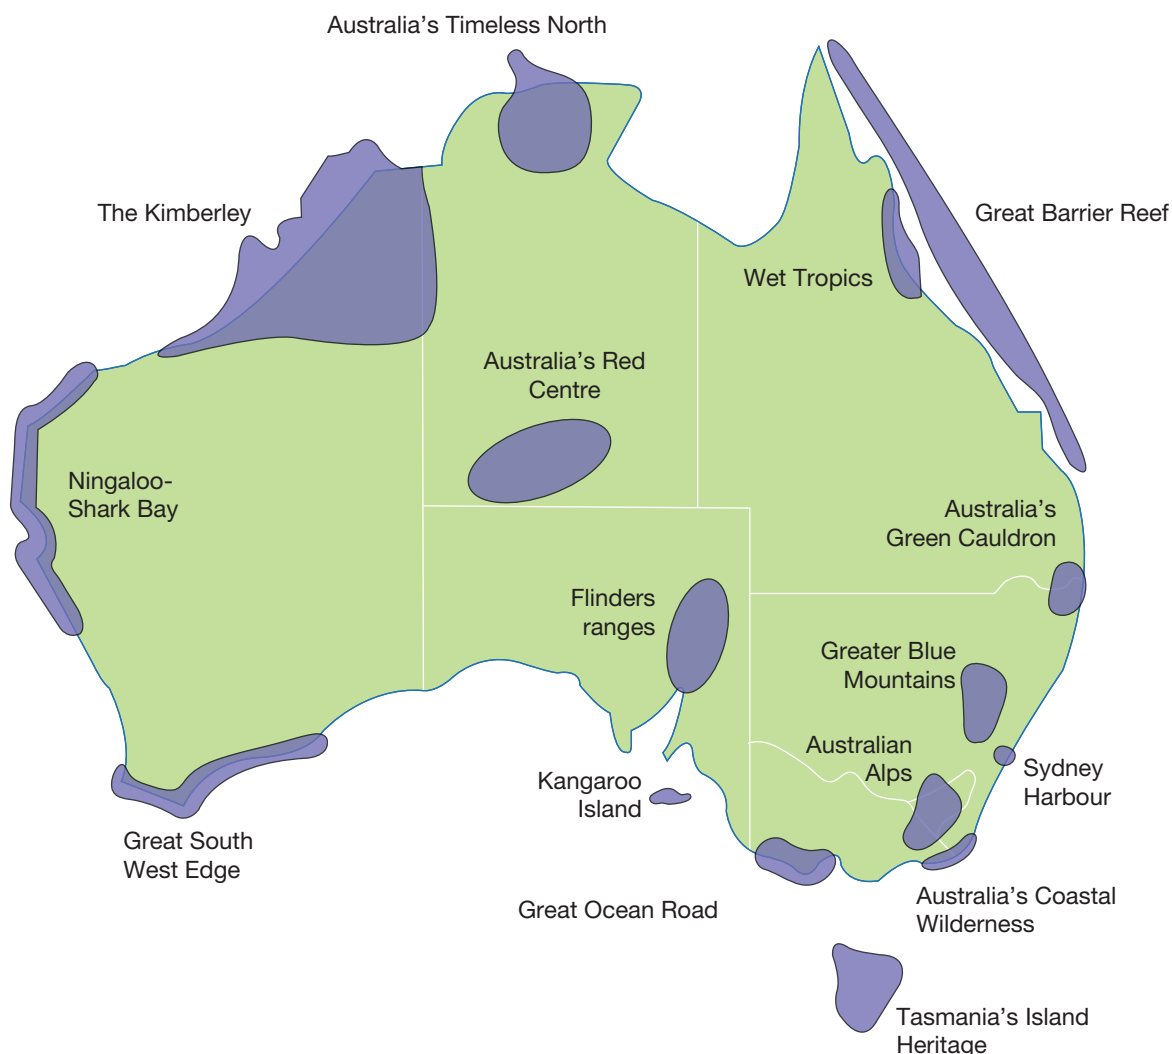 Australia’s Timeless North
The Kimberley
Great Barrier Reef
Wet Tropics
Australia’s Red
Centre
Ningaloo-
Shark Bay
Australia’s
Green Cauldron
Flinders
ranges
Greater Blue
Mountains
Australian
Alps
Sydney
Harbour
Kangaroo
Island
Great South
West Edge
Great Ocean Road
Australia’s Coastal
Wilderness
Tasmania’s Island
Heritage